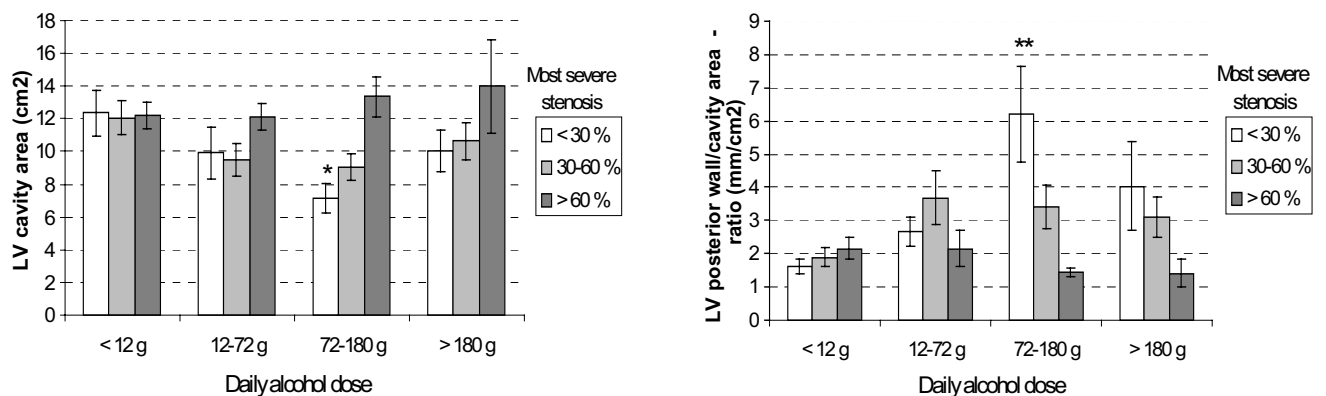 18
16
14
12
10
8
6
4
2
0
LV cavity area (cm2)
*
< 12 g
12-72 g
72-180 g
> 180 g
Daily alcohol dose
Most severe
stenosis
< 30 %
30-60 %
> 60 %
9
8
7
6
5
4
3
2
1
0
LV posterior wall/cavity area -
ratio (mm/cm2)
**
< 12 g
12-72 g
72-180 g
> 180 g
Daily alcohol dose
Most severe
stenosis
< 30 %
30-60 %
> 60 %